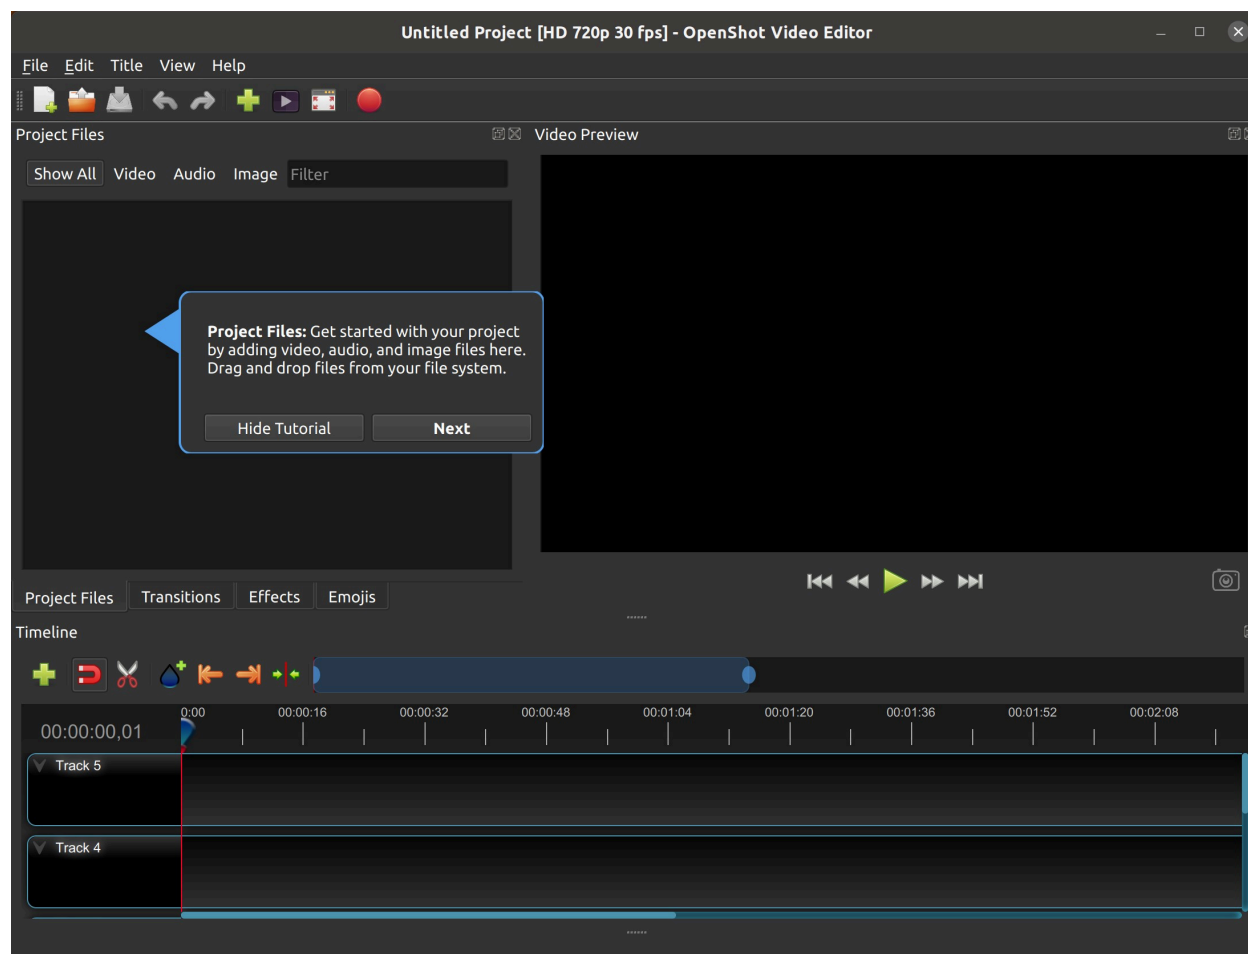 Untitled Project [HD 720p 30 fps] - OpenShot Video Editor
File Edit Title View Help
Project Files
Video Preview
Show All Video Audio Image Filter
Project Files: Get started with your project
by adding video, audio, and image files here.
Drag and drop files from your file system.
Hide Tutorial Next
Project Files Transitions Effects Emojis
Timeline
00:00:00,01
0:00 00:00:16 00:00:32 00:00:48 00:01:04 00:01:20 00:01:36 00:01:52 00:02:08
Track 5
Track 4